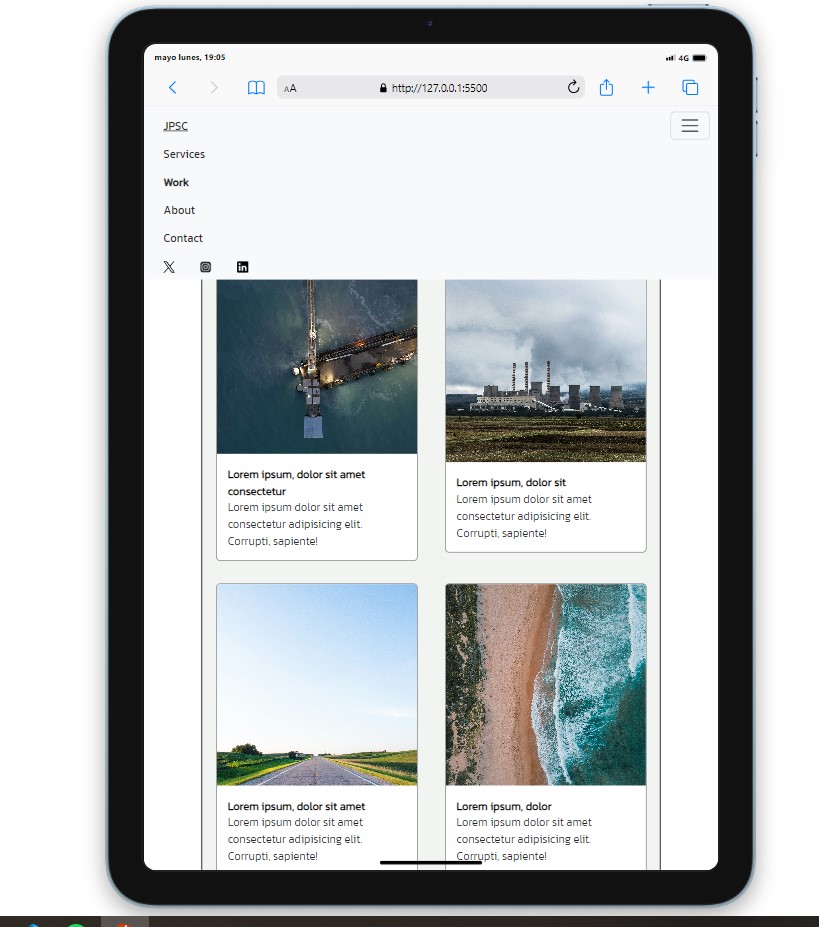 mayo lunes, 19:05
4G
AA
http://127.0.0.1:5500
JPSC
Services
Work
About
Contact
X
in
Lorem ipsum, dolor sit amet
consectetur
Lorem ipsum dolor sit amet
consectetur adipisicing elit.
Corrupti, sapiente!
Lorem ipsum, dolor sit
Lorem ipsum dolor sit amet
consectetur adipisicing elit.
Corrupti, sapiente!
Lorem ipsum, dolor sit amet
Lorem ipsum dolor sit amet
consectetur adipisicing elit.
Corrupti, sapiente!
Lorem ipsum, dolor
Lorem ipsum dolor sit amet
consectetur adipisicing elit.
Corrupti, sapiente!